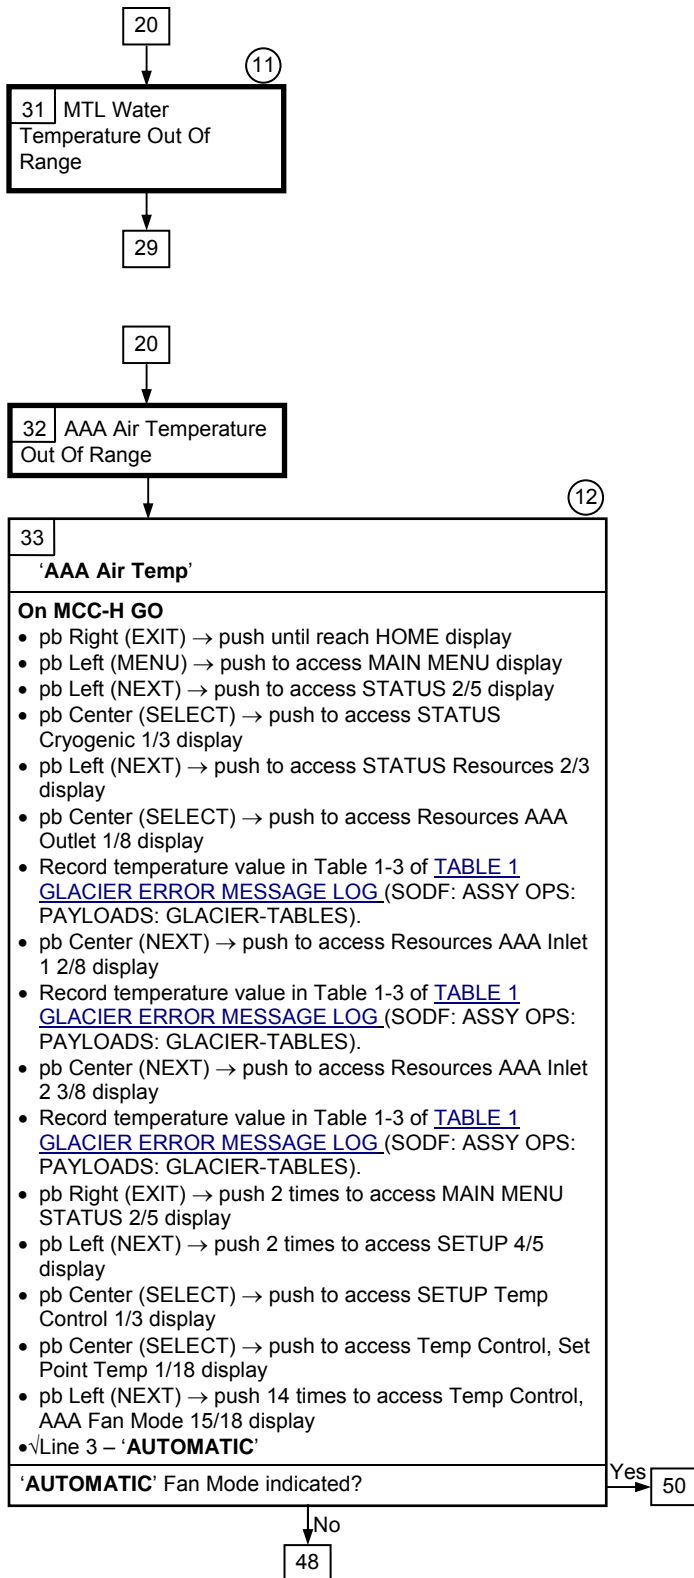 20
11
31 MTL Water
Temperature Out Of
Range
29
20
32 AAA Air Temperature
Out Of Range
12
33
'AAA Air Temp'
On MCC-H GO
• pb Right (EXIT) → push until reach HOME display
• pb Left (MENU) → push to access MAIN MENU display
• pb Left (NEXT) → push to access STATUS 2/5 display
• pb Center (SELECT) → push to access STATUS
Cryogenic 1/3 display
• pb Left (NEXT) → push to access STATUS Resources 2/3
display
• pb Center (SELECT) → push to access Resources AAA
Outlet 1/8 display
• Record temperature value in Table 1-3 of TABLE 1
GLACIER ERROR MESSAGE LOG (SODF: ASSY OPS:
PAYLOADS: GLACIER-TABLES).
• pb Center (NEXT) → push to access Resources AAA Inlet
1 2/8 display
• Record temperature value in Table 1-3 of TABLE 1
GLACIER ERROR MESSAGE LOG (SODF: ASSY OPS:
PAYLOADS: GLACIER-TABLES).
• pb Center (NEXT) → push to access Resources AAA Inlet
2 3/8 display
• Record temperature value in Table 1-3 of TABLE 1
GLACIER ERROR MESSAGE LOG (SODF: ASSY OPS:
PAYLOADS: GLACIER-TABLES).
• pb Right (EXIT) → push 2 times to access MAIN MENU
STATUS 2/5 display
• pb Left (NEXT) → push 2 times to access SETUP 4/5
display
• pb Center (SELECT) → push to access SETUP Temp
Control 1/3 display
• pb Center (SELECT) → push to access Temp Control, Set
Point Temp 1/18 display
• pb Left (NEXT) → push 14 times to access Temp Control,
AAA Fan Mode 15/18 display
•√Line 3 – 'AUTOMATIC'
'AUTOMATIC' Fan Mode indicated?
Yes
50
No
48